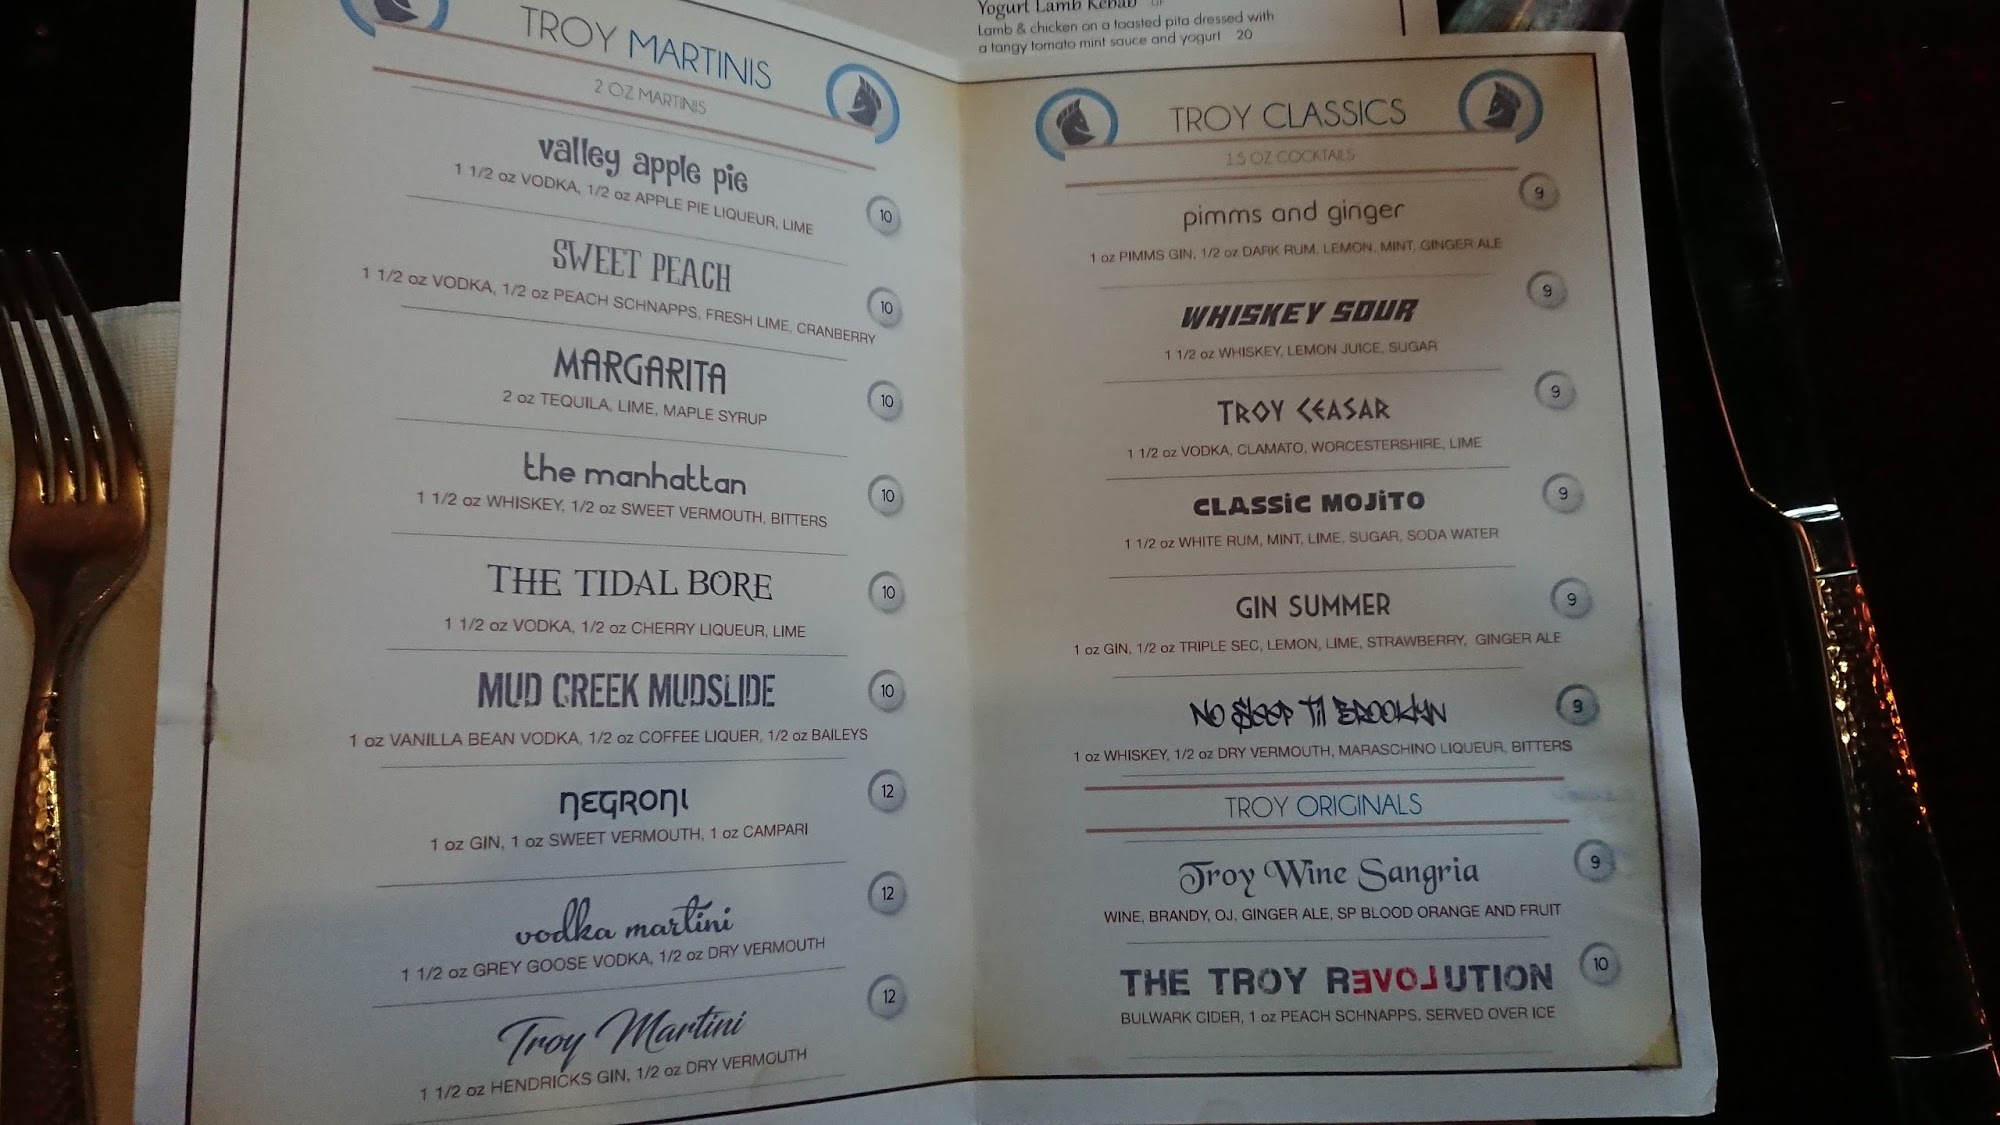 Yogurt Lamb Kebab GF
Lamb & chicken on a toasted pita dressed with
a tangy tomato mint sauce and yogurt 20
TROY MARTINIS
2 OZ MARTINIS
valley apple pie
1 1/2 oz VODKA, 1/2 oz APPLE PIE LIQUEUR, LIME
10
SWEET PEACH
1 1/2 oz VODKA, 1/2 oz PEACH SCHNAPPS, FRESH LIME, CRANBERRY
10
MARGARITA
2 oz TEQUILA, LIME, MAPLE SYRUP
10
the manhattan
1 1/2 oz WHISKEY, 1/2 oz SWEET VERMOUTH, BITTERS
10
THE TIDAL BORE
1 1/2 oz VODKA, 1/2 oz CHERRY LIQUEUR, LIME
10
MUD CREEK MUDSLIDE
1 oz VANILLA BEAN VODKA, 1/2 oz COFFEE LIQUER, 1/2 oz BAILEYS
10
NEGRONI
1 oz GIN, 1 oz SWEET VERMOUTH, 1 oz CAMPARI
12
vodka martini
1 1/2 oz GREY GOOSE VODKA, 1/2 oz DRY VERMOUTH
12
Troy Martini
1 1/2 oz HENDRICKS GIN, 1/2 oz DRY VERMOUTH
12
TROY CLASSICS
1.5 OZ COCKTAILS
pimms and ginger
1 oz PIMMS GIN, 1/2 oz DARK RUM, LEMON, MINT, GINGER ALE
9
WHISKEY SOUR
1 1/2 oz WHISKEY, LEMON JUICE, SUGAR
9
TROY CEASAR
1 1/2 oz VODKA, CLAMATO, WORCESTERSHIRE, LIME
9
CLASSiC MOJiTO
1 1/2 oz WHITE RUM, MINT, LIME, SUGAR, SODA WATER
9
GIN SUMMER
1 oz GIN, 1/2 oz TRIPLE SEC, LEMON, LIME, STRAWBERRY, GINGER ALE
9
NO $leep Til BROOKlyN
1 oz WHISKEY, 1/2 oz DRY VERMOUTH, MARASCHINO LIQUEUR, BITTERS
9
TROY ORIGINALS
Troy Wine Sangria
WINE, BRANDY, OJ, GINGER ALE, SP BLOOD ORANGE AND FRUIT
9
THE TROY REVOLUTION
BULWARK CIDER, 1 oz PEACH SCHNAPPS. SERVED OVER ICE
10